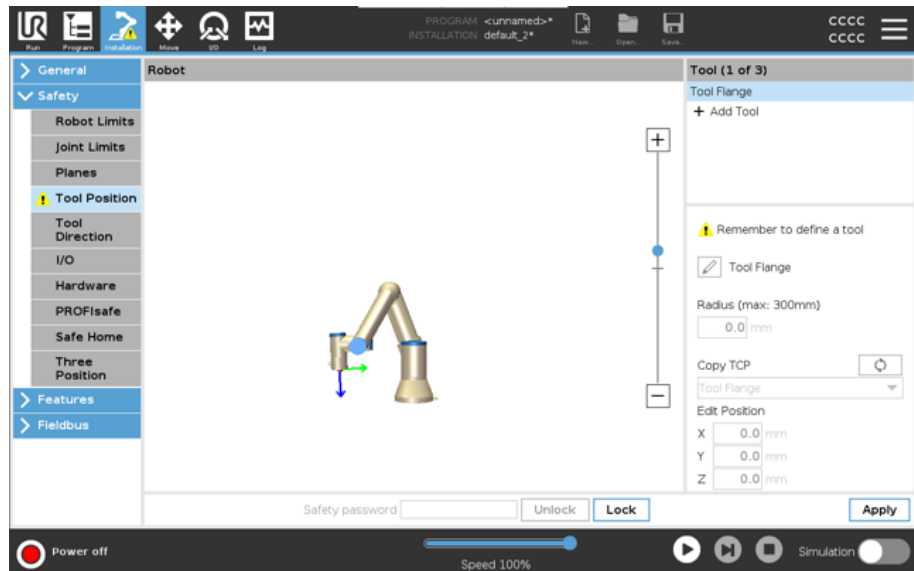 PROGRAM <unnamed>*
INSTALLATION default_2*
UR
Run
Program
Installation
Move
I/O
Log
New...
Open...
Save...
CCCC
CCCC
General
Safety
Robot Limits
Joint Limits
Planes
Tool Position
Tool
Direction
I/O
Hardware
PROFIsafe
Safe Home
Three
Position
Features
Fieldbus
Robot
Safety password
Unlock
Lock
Tool (1 of 3)
Tool Flange
Add Tool
Remember to define a tool
Tool Flange
Radius (max: 300mm)
0.0 mm
Copy TCP
Tool Flange
Edit Position
X 0.0 mm
Y 0.0 mm
Z 0.0 mm
Apply
Power off
Speed 100%
Simulation